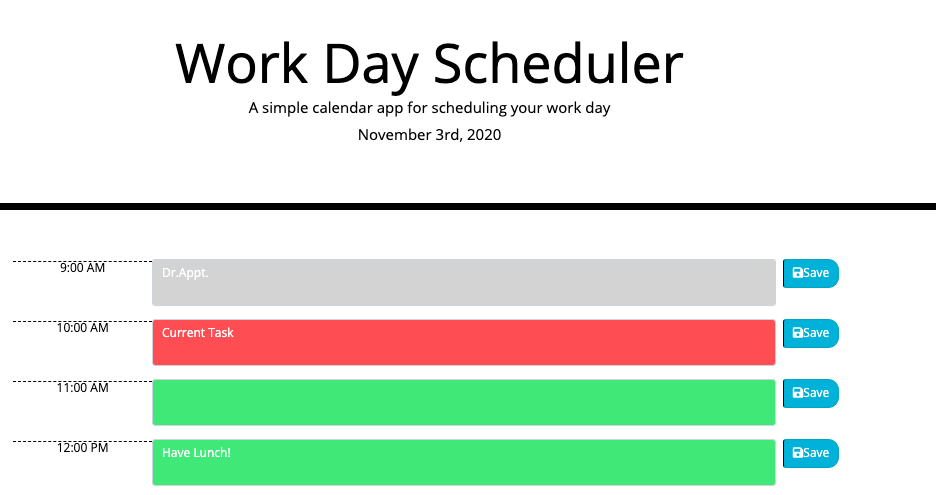 Work Day Scheduler
A simple calendar app for scheduling your work day
November 3rd, 2020
9:00 AM Dr.Appt. Save
10:00 AM Current Task Save
11:00 AM Save
12:00 PM Have Lunch! Save